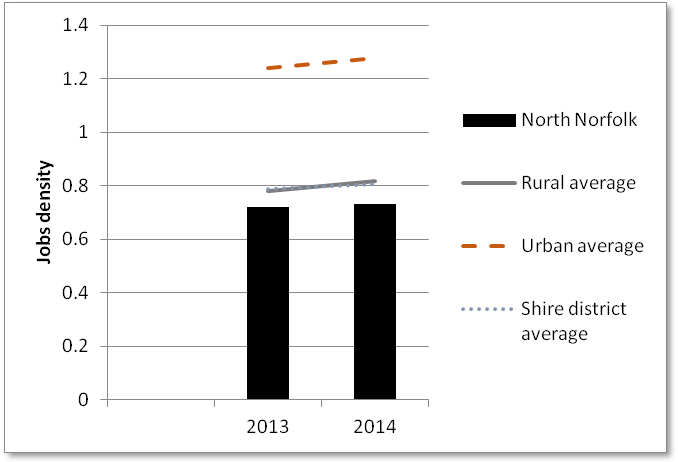 1.4
1.2
1
0.8
0.6
0.4
0.2
0
Jobs density
2013 2014
North Norfolk
Rural average
Urban average
Shire district
average